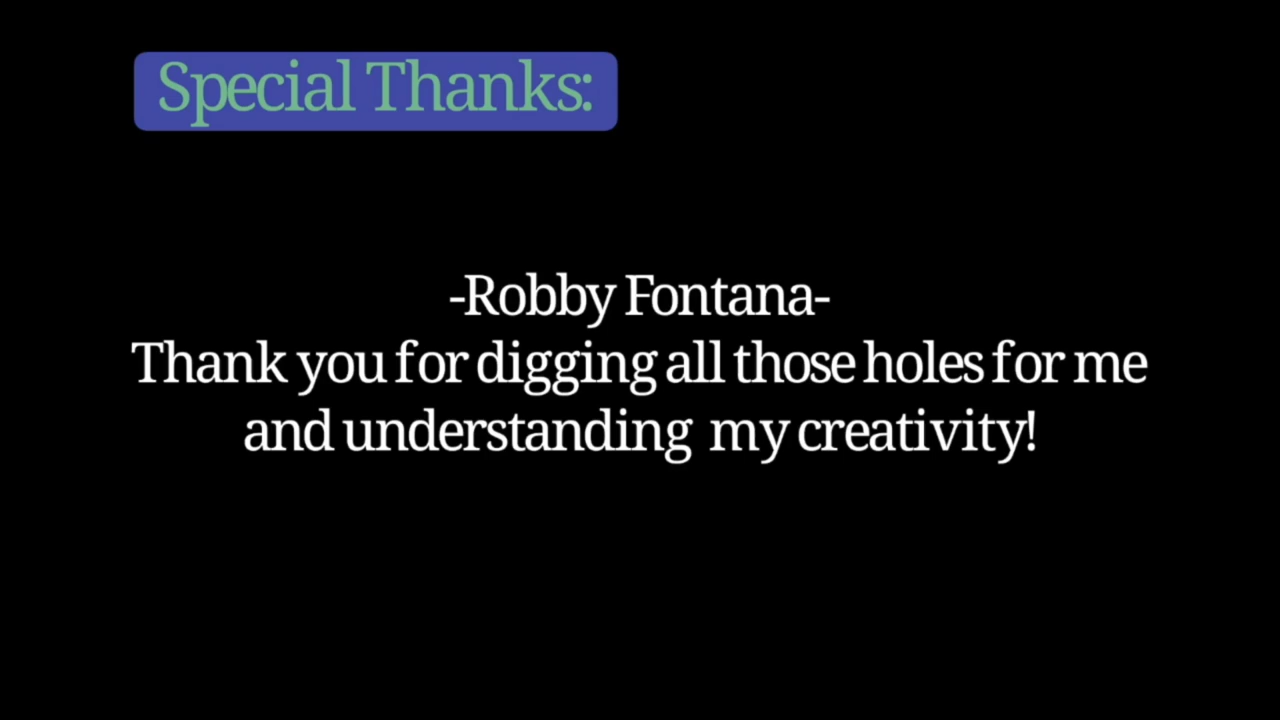 Special Thanks:
-Robby Fontana-
Thank you for digging all those holes for me
and understanding my creativity!